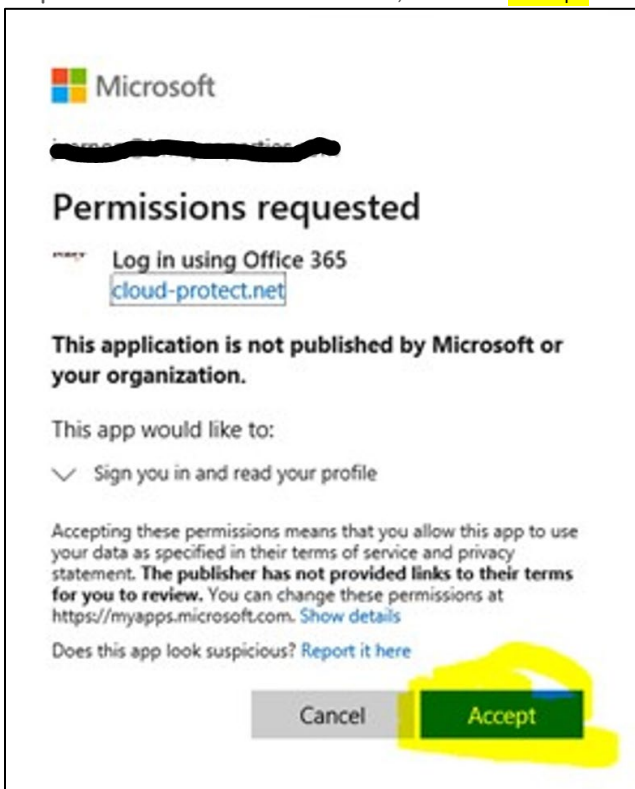 Microsoft
Permissions requested
Log in using Office 365
cloud-protect.net
This application is not published by Microsoft or
your organization.
This app would like to:
Sign you in and read your profile
Accepting these permissions means that you allow this app to use
your data as specified in their terms of service and privacy
statement. The publisher has not provided links to their terms
for you to review. You can change these permissions at
https://myapps.microsoft.com. Show details
Does this app look suspicious? Report it here
Cancel Accept